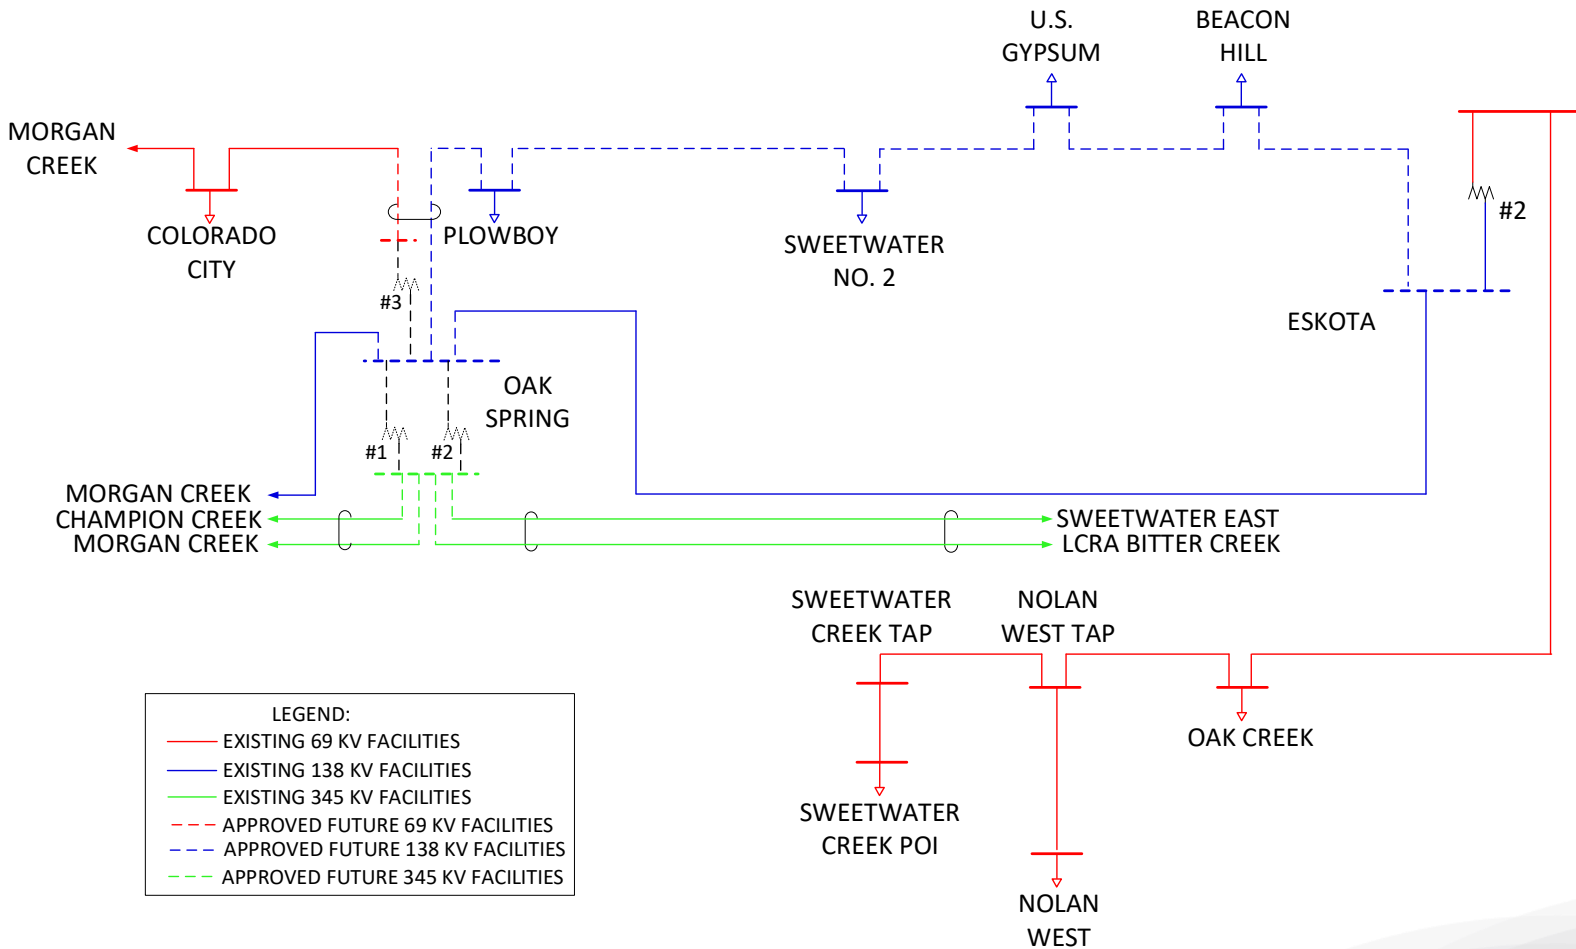 U.S.
GYPSUM
BEACON
HILL
MORGAN
CREEK
COLORADO
CITY
PLOWBOY
SWEETWATER
NO. 2
#2
#3
ESKOTA
OAK
SPRING
#1
#2
MORGAN CREEK
CHAMPION CREEK
MORGAN CREEK
SWEETWATER EAST
LCRA BITTER CREEK
SWEETWATER
CREEK TAP
NOLAN
WEST TAP
OAK CREEK
SWEETWATER
CREEK POI
NOLAN
WEST
LEGEND:
EXISTING 69 KV FACILITIES
EXISTING 138 KV FACILITIES
EXISTING 345 KV FACILITIES
APPROVED FUTURE 69 KV FACILITIES
APPROVED FUTURE 138 KV FACILITIES
APPROVED FUTURE 345 KV FACILITIES